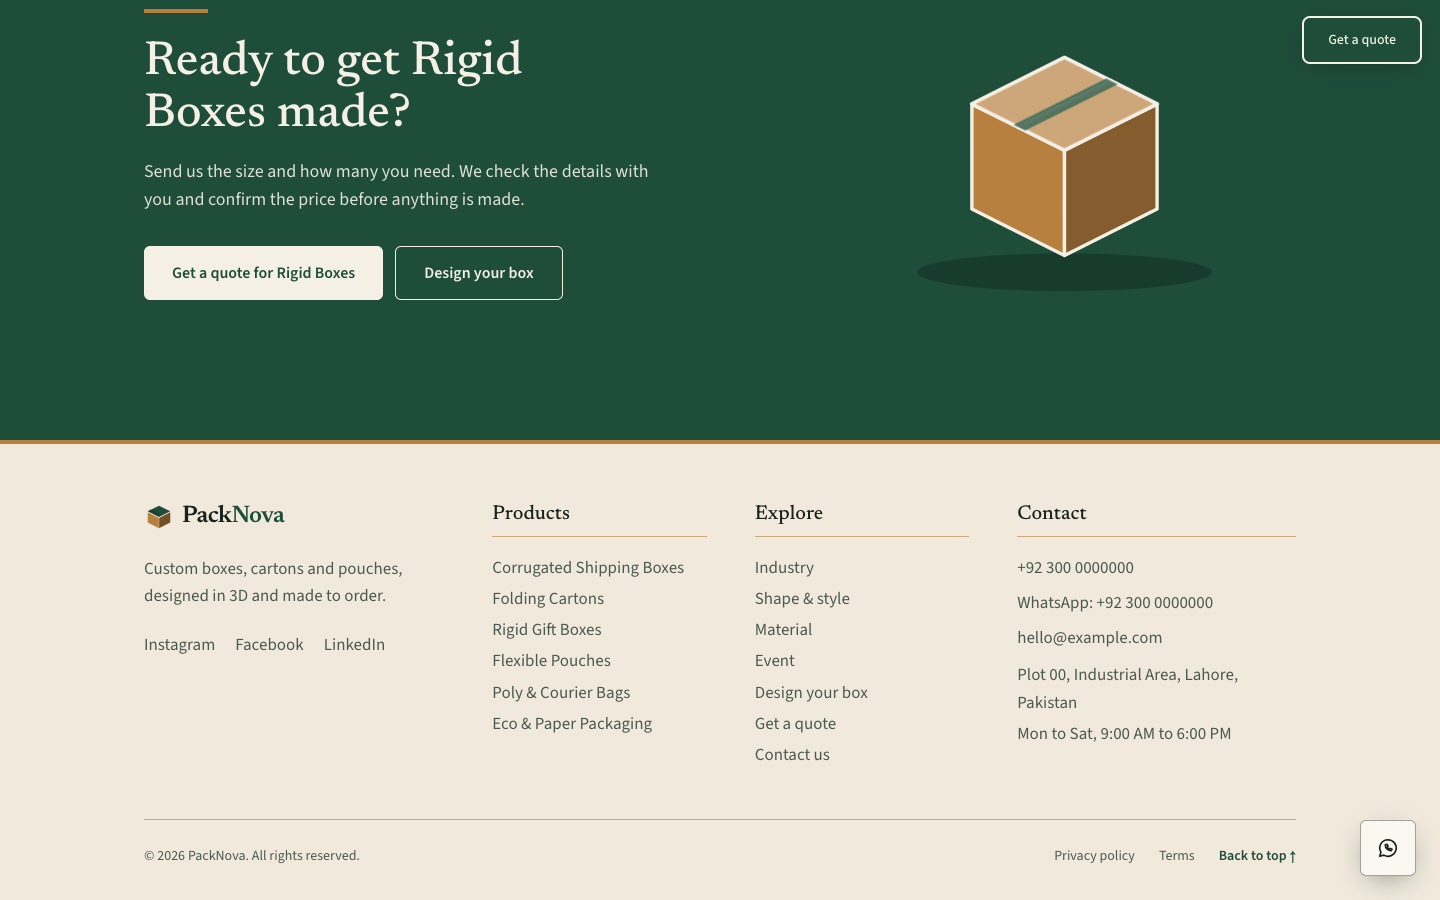 Get a quote
Ready to get Rigid
Boxes made?
Send us the size and how many you need. We check the details with
you and confirm the price before anything is made.
Get a quote for Rigid Boxes
Design your box
PackNova
Custom boxes, cartons and pouches,
designed in 3D and made to order.
Instagram Facebook LinkedIn
Products
Corrugated Shipping Boxes
Folding Cartons
Rigid Gift Boxes
Flexible Pouches
Poly & Courier Bags
Eco & Paper Packaging
Explore
Industry
Shape & style
Material
Event
Design your box
Get a quote
Contact us
Contact
+92 300 0000000
WhatsApp: +92 300 0000000
hello@example.com
Plot 00, Industrial Area, Lahore,
Pakistan
Mon to Sat, 9:00 AM to 6:00 PM
© 2026 PackNova. All rights reserved.
Privacy policy Terms Back to top ↑